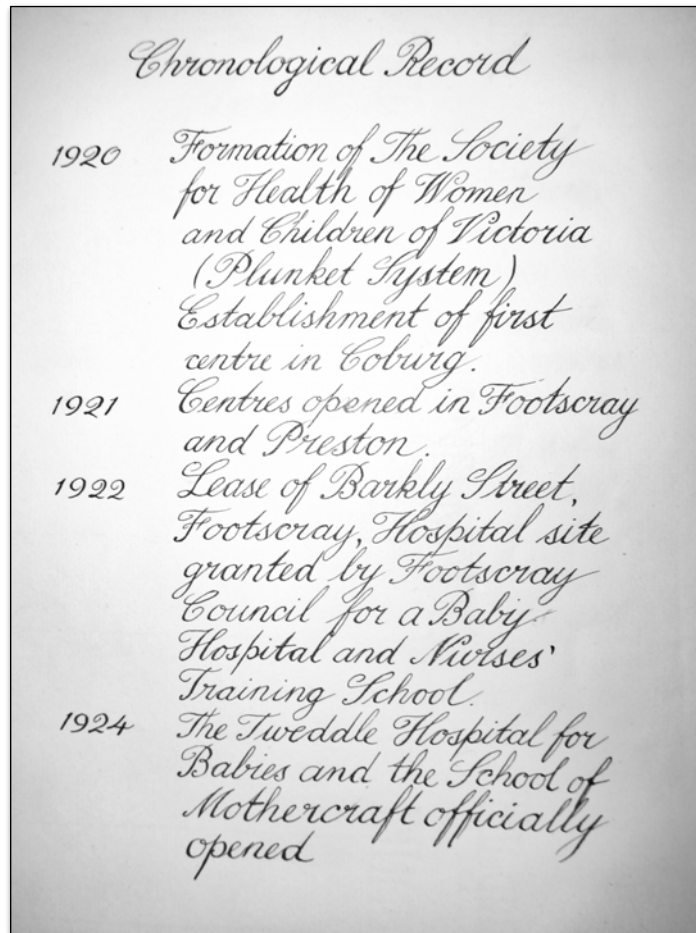 Chronological Record
1920 Formation of The Society
for Health of Women
and Children of Victoria
(Plunket System)
Establishment of first
centre in Coburg.
1921 Centres opened in Footscray
and Preston.
1922 Lease of Barkly Street,
Footscray, Hospital site
granted by Footscray
Council for a Baby
Hospital and Nurses'
Training School.
1924 The Tweddle Hospital for
Babies and the School of
Mothercraft officially
opened